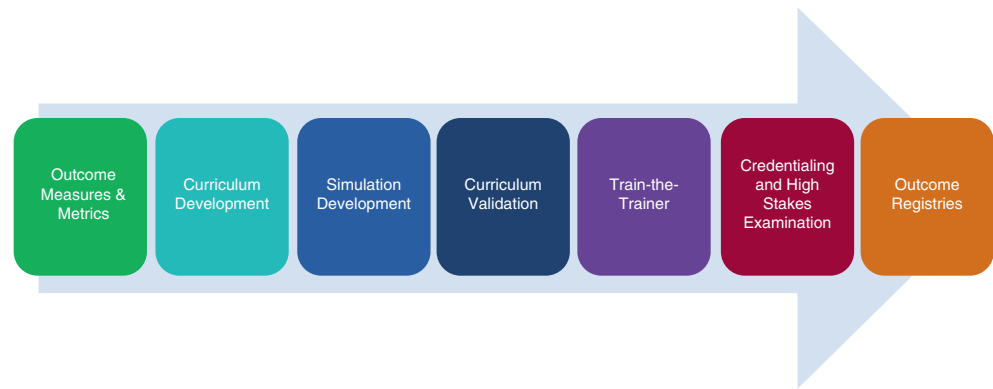 Outcome
Measures &
Metrics
Curriculum
Development
Simulation
Development
Curriculum
Validation
Train-the-
Trainer
Credentialing
and High
Stakes
Examination
Outcome
Registries